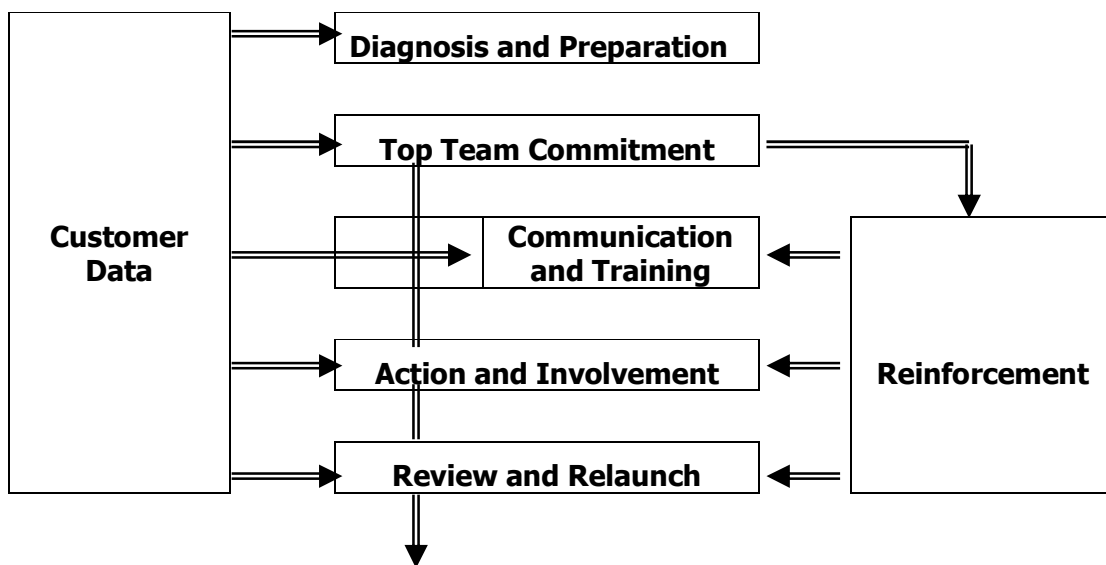 Diagnosis and Preparation
Top Team Commitment
Customer
Data
Communication
and Training
Action and Involvement
Reinforcement
Review and Relaunch